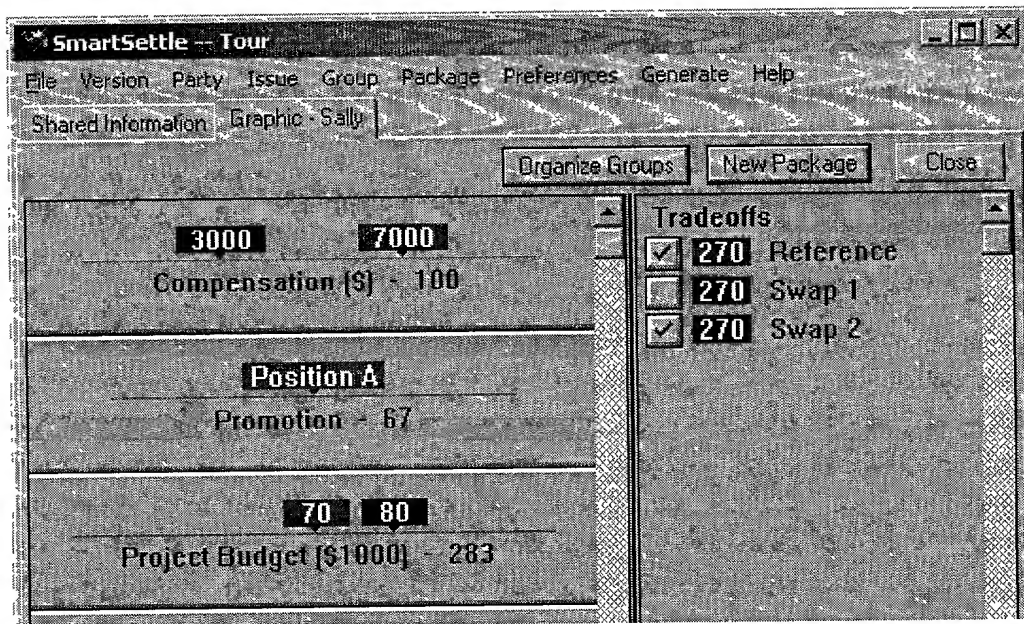 SmartSettle -- Tour
File Version Party Issue Group Package Preferences Generate Help
Shared Information Graphic - Sally
Organize Groups New Package Close
3000 7000
Compensation ($) - 100
Position A
Promotion - 67
70 80
Project Budget ($1000) - 283
Tradeoffs
270 Reference
270 Swap 1
270 Swap 2